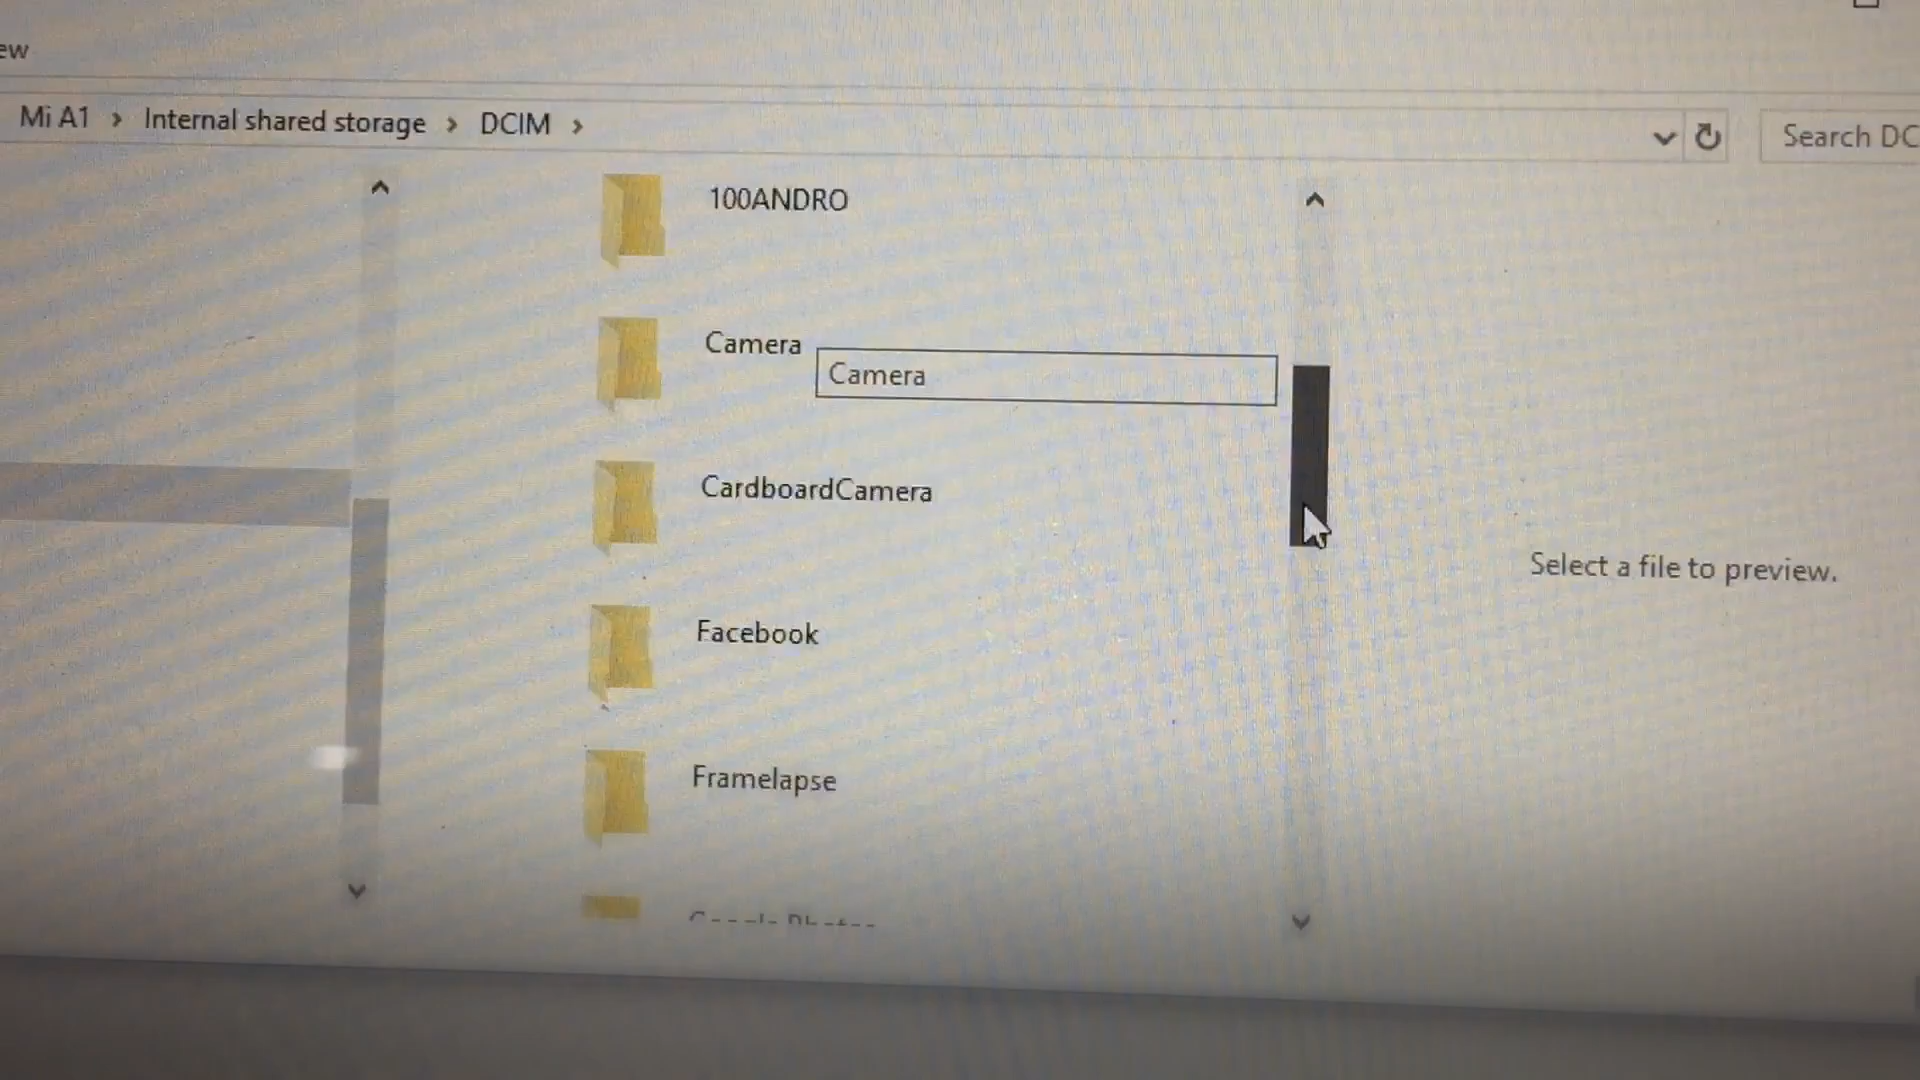 ew
Mi A1 › Internal shared storage › DCIM ›
Search DC
100ANDRO
Camera
Camera
CardboardCamera
Facebook
Select a file to preview.
Framelapse